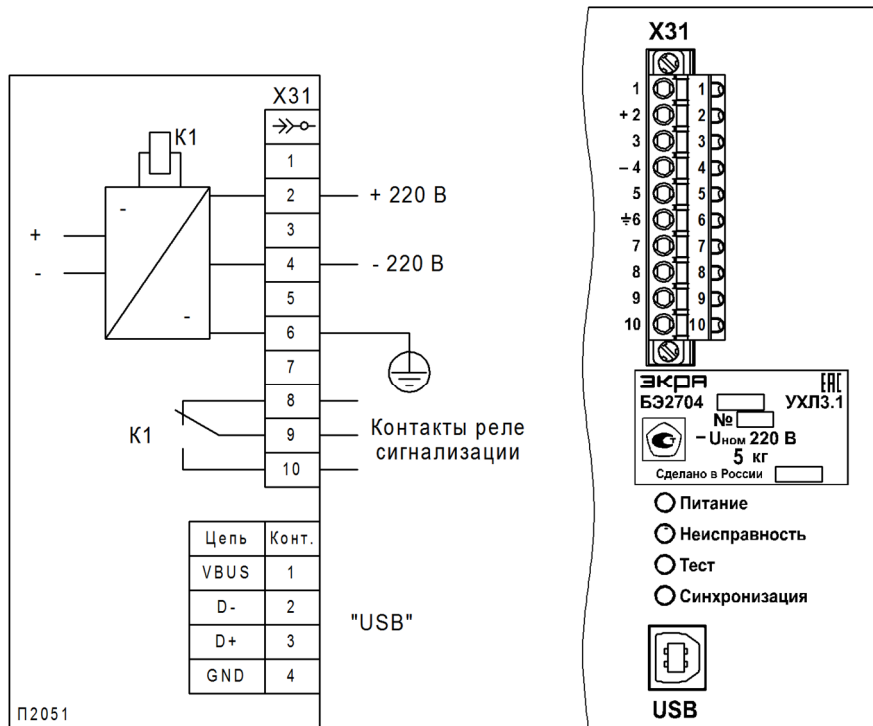 X31
K1
1
2
+ 220 В
3
+
-
-
4
- 220 В
5
-
6
7
8
K1
9
Контакты реле
сигнализации
10
Цепь Конт.
VBUS 1
D- 2
D+ 3
GND 4
"USB"
П2051
X31
1 1
+ 2 2
3 3
– 4 4
5 5
⏚6 6
7 7
8 8
9 9
10 10
ЭКРА ЕАС
БЭ2704 УХЛ3.1
№
– Uном 220 В
5 кг
Сделано в России
Питание
Неисправность
Тест
Синхронизация
USB